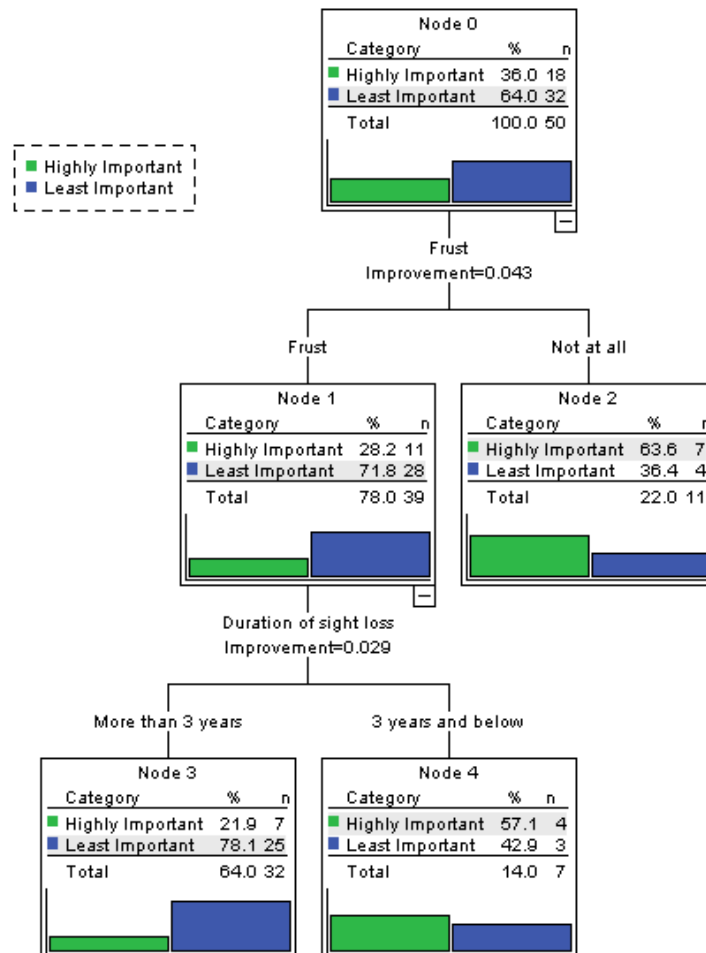 Node 0
Category % n
Highly Important 36.0 18
Least Important 64.0 32
Total 100.0 50
Highly Important
Least Important
Frust
Improvement=0.043
Frust
Not at all
Node 1
Category % n
Highly Important 28.2 11
Least Important 71.8 28
Total 78.0 39
Node 2
Category % n
Highly Important 63.6 7
Least Important 36.4 4
Total 22.0 11
Duration of sight loss
Improvement=0.029
More than 3 years
3 years and below
Node 3
Category % n
Highly Important 21.9 7
Least Important 78.1 25
Total 64.0 32
Node 4
Category % n
Highly Important 57.1 4
Least Important 42.9 3
Total 14.0 7